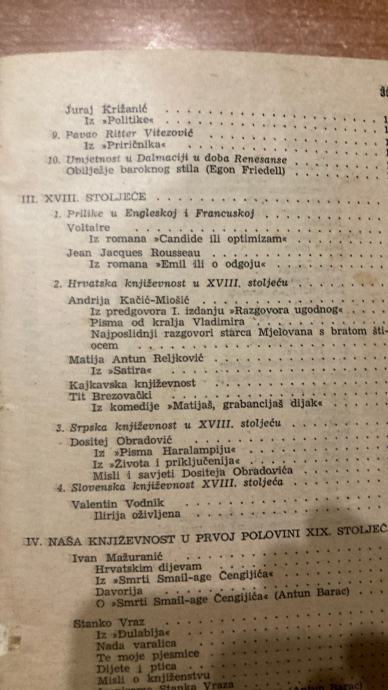 Juraj Križanić
Iz »Politike«
9. Pavao Ritter Vitezović
Iz »Priričnika«
10. Umjetnost u Dalmaciji u doba Renesanse
Obilježje baroknog stila (Egon Friedell)
III. XVIII. STOLJEĆE
1. Prilike u Engleskoj i Francuskoj
Voltaire
Iz romana »Candide ili optimizam«
Jean Jacques Rousseau
Iz romana »Emil ili o odgoju«
2. Hrvatska književnost u XVIII. stoljeću
Andrija Kačić-Miošić
Iz predgovora I. izdanju »Razgovora ugodnog«
Pisma od kralja Vladimira
Najposlidnji razgovori starca Mjelovana s bratom šti-
ocem
Matija Antun Reljković
Iz »Satira«
Kajkavska književnost
Tit Brezovački
Iz komedije »Matijaš, grabancijaš dijak«
3. Srpska književnost u XVIII. stoljeću
Dositej Obradović
Iz »Pisma Haralampiju«
Iz »Života i priključenija«
Misli i savjeti Dositeja Obradovića
4. Slovenska književnost XVIII. stoljeća
Valentin Vodnik
Ilirija oživljena
IV. NAŠA KNJIŽEVNOST U PRVOJ POLOVINI XIX. STOLJEĆ
Ivan Mažuranić
Hrvatskim dijevam
Iz »Smrti Smail-age Čengijića«
Davorija
O »Smrti Smail-age Čengijića« (Antun Barac)
Stanko Vraz
Iz »Đulabija«
Nada varalica
Te moje pjesmice
Dijete i ptica
Misli o književnstvu
Stanka Vraza